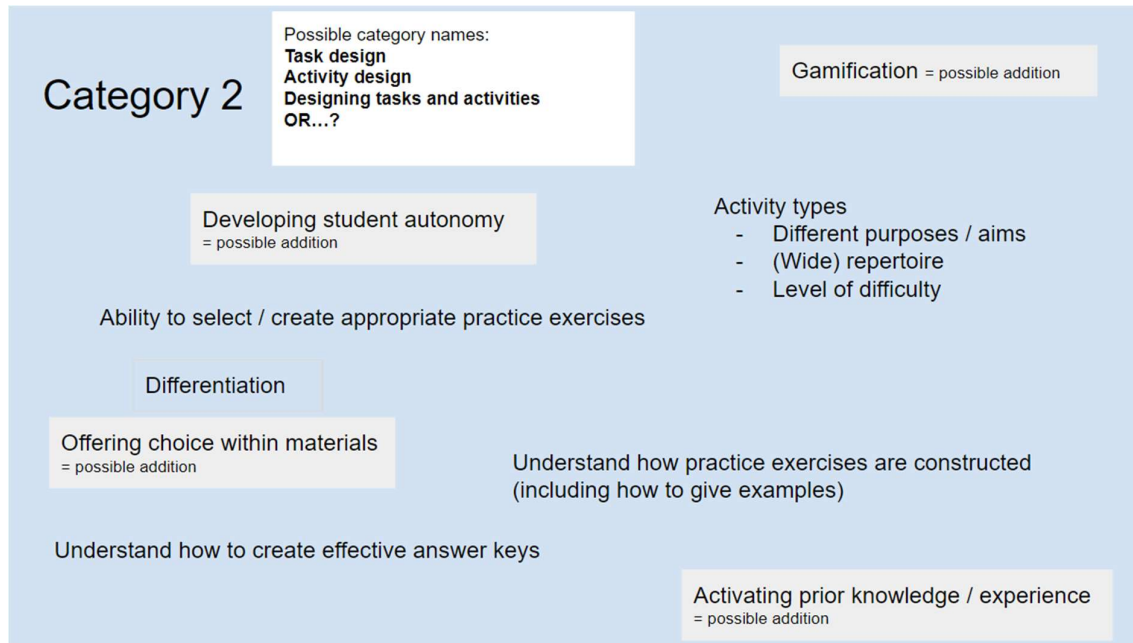 Category 2
Possible category names:
Task design
Activity design
Designing tasks and activities
OR…?
Gamification = possible addition
Developing student autonomy
= possible addition
Activity types
- Different purposes / aims
- (Wide) repertoire
- Level of difficulty
Ability to select / create appropriate practice exercises
Differentiation
Offering choice within materials
= possible addition
Understand how practice exercises are constructed
(including how to give examples)
Understand how to create effective answer keys
Activating prior knowledge / experience
= possible addition